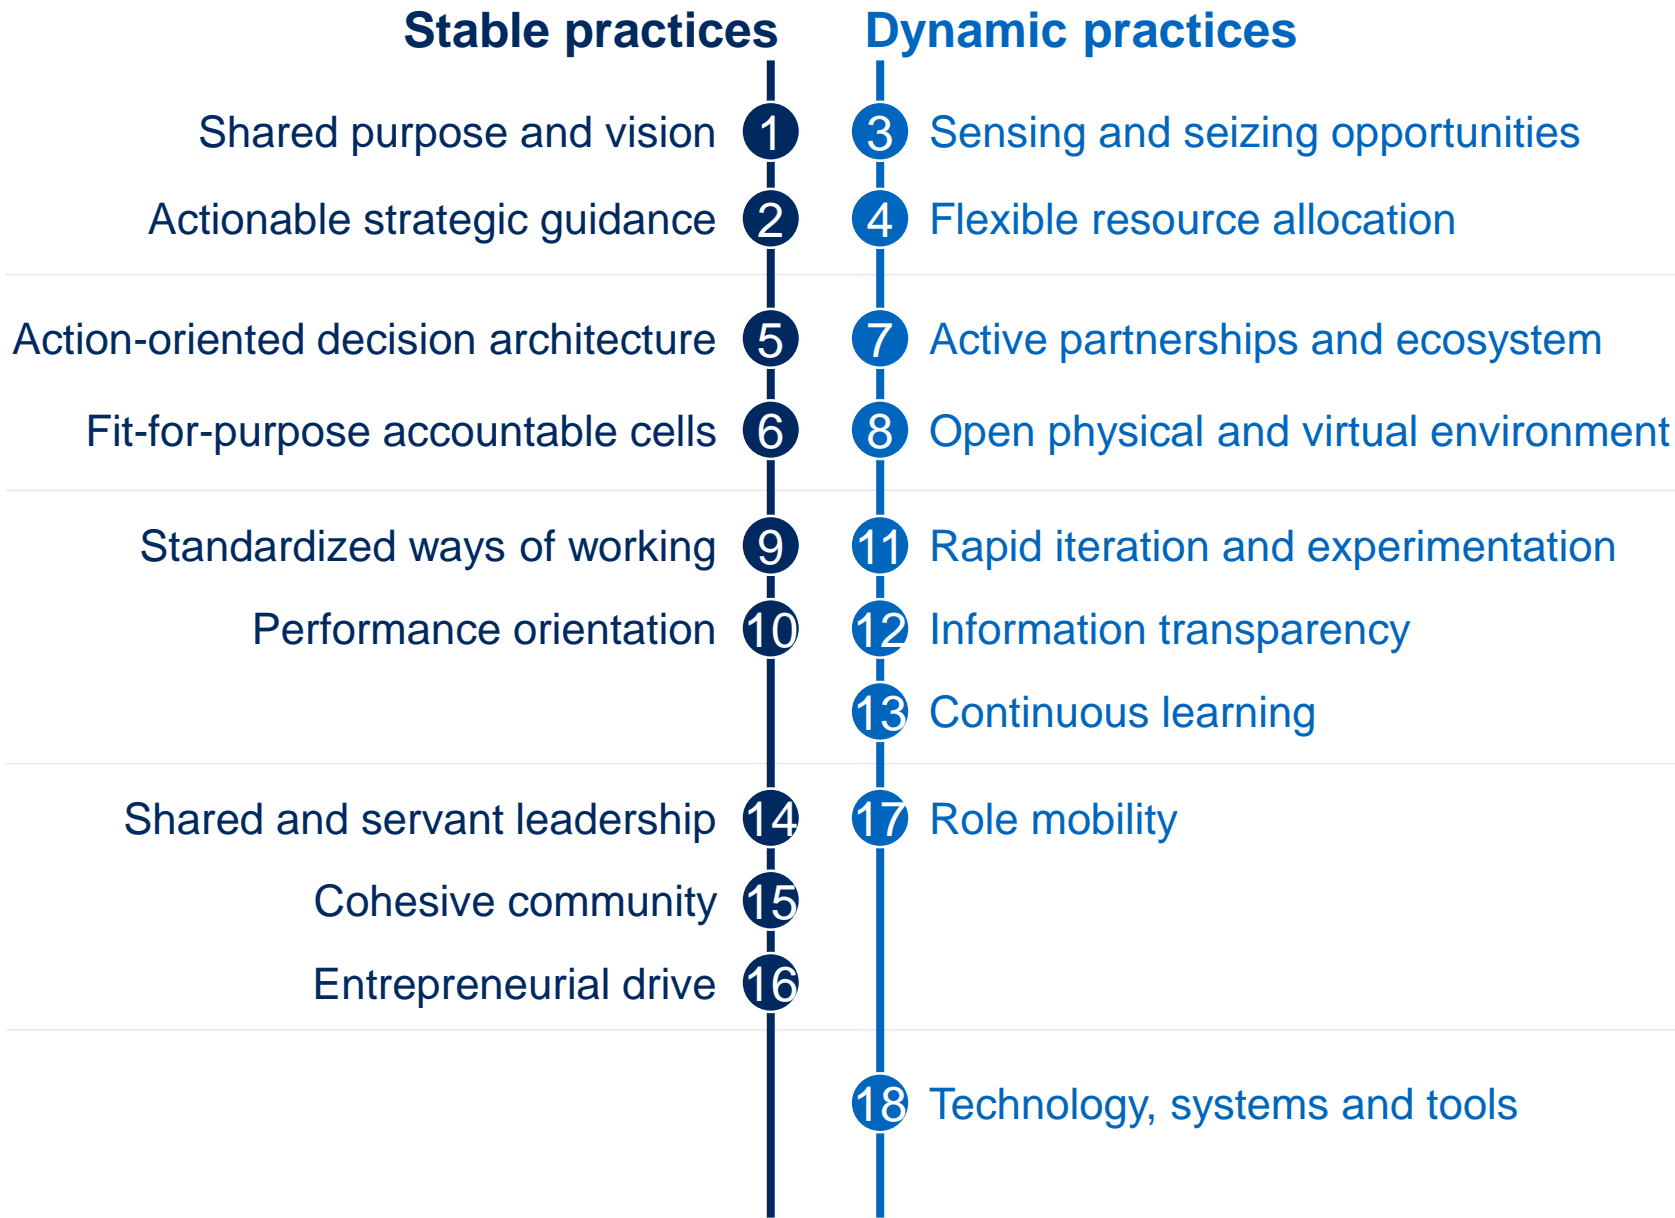 Stable practices Dynamic practices
Shared purpose and vision 1 3 Sensing and seizing opportunities
Actionable strategic guidance 2 4 Flexible resource allocation
Action-oriented decision architecture 5 7 Active partnerships and ecosystem
Fit-for-purpose accountable cells 6 8 Open physical and virtual environment
Standardized ways of working 9 11 Rapid iteration and experimentation
Performance orientation 10 12 Information transparency
13 Continuous learning
Shared and servant leadership 14 17 Role mobility
Cohesive community 15
Entrepreneurial drive 16
18 Technology, systems and tools